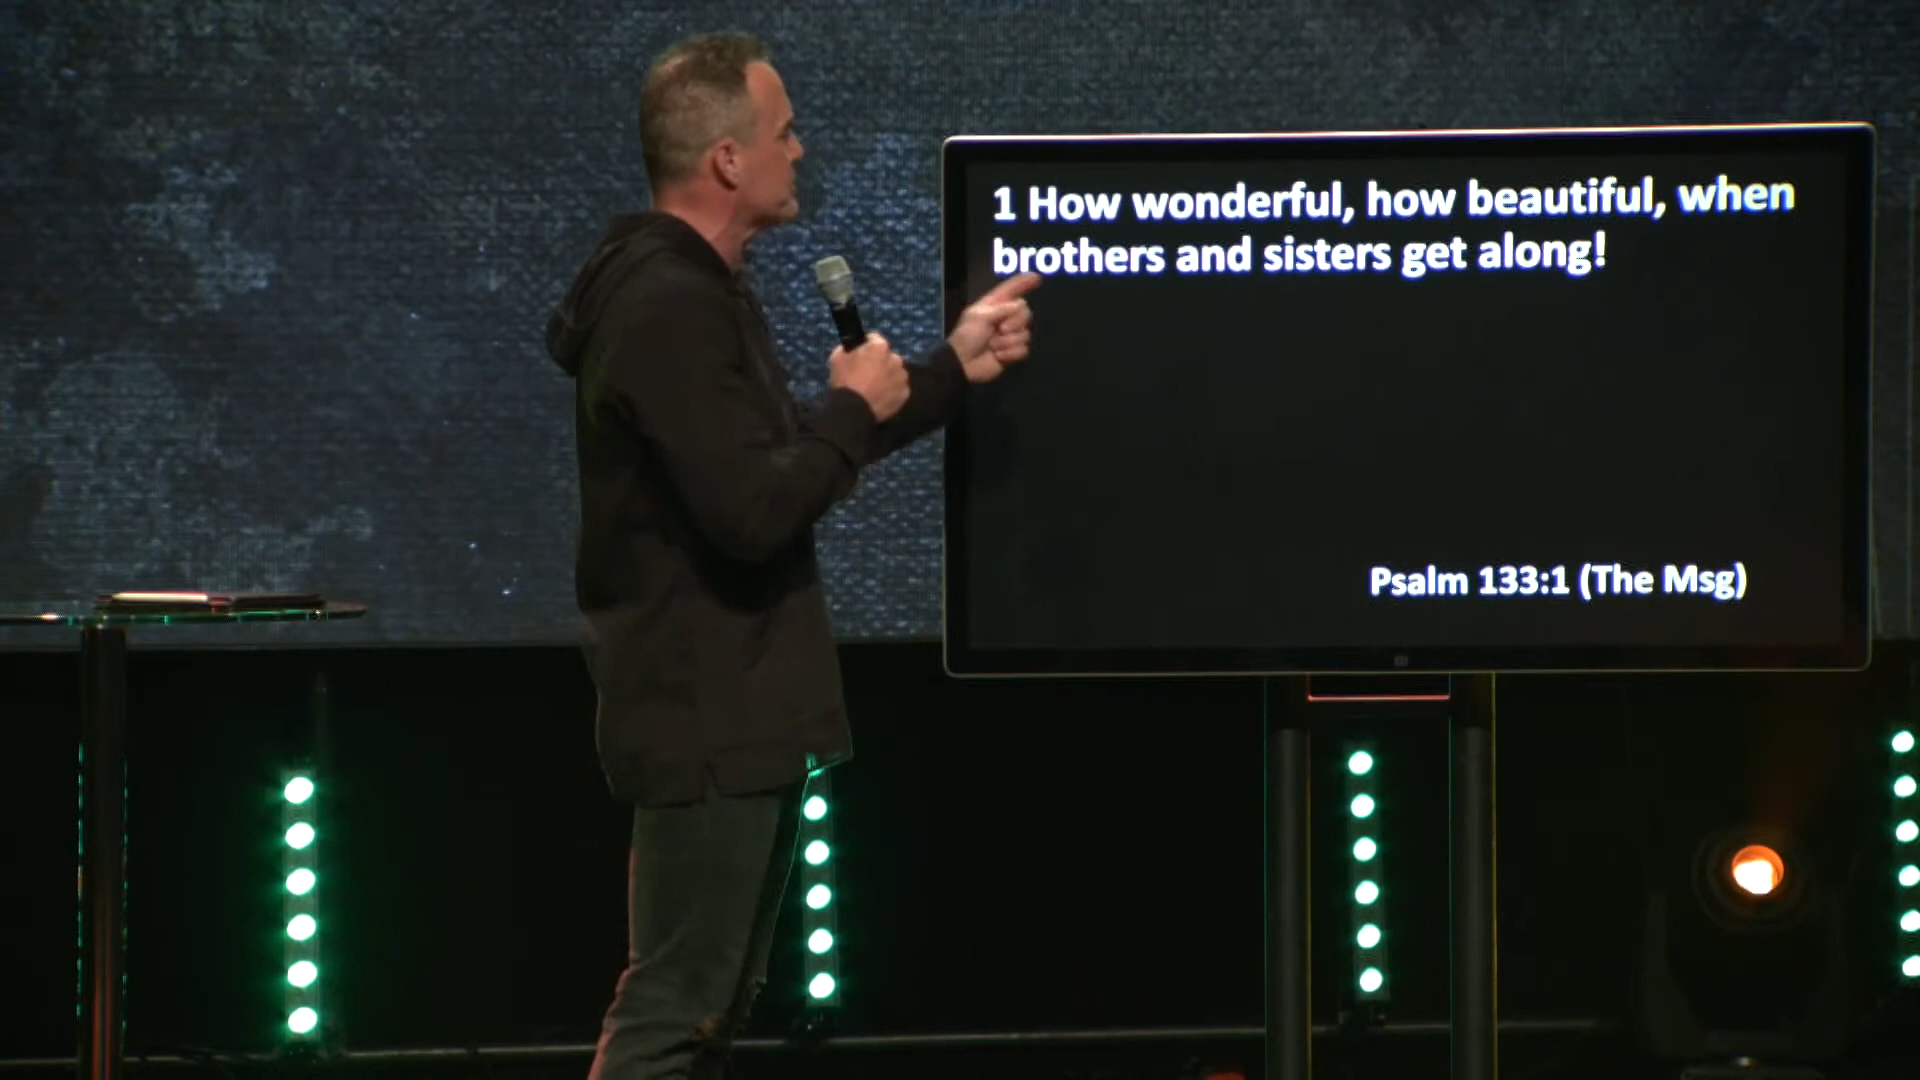 1 How wonderful, how beautiful, when
brothers and sisters get along!
Psalm 133:1 (The Msg)